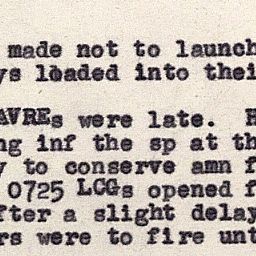 made not to launch
ys loaded into thei
AVREs were late. H
ng inf the sp at th
y to conserve amn f
0725 LCGs opened f
fter a slight delay
rs were to fire unt